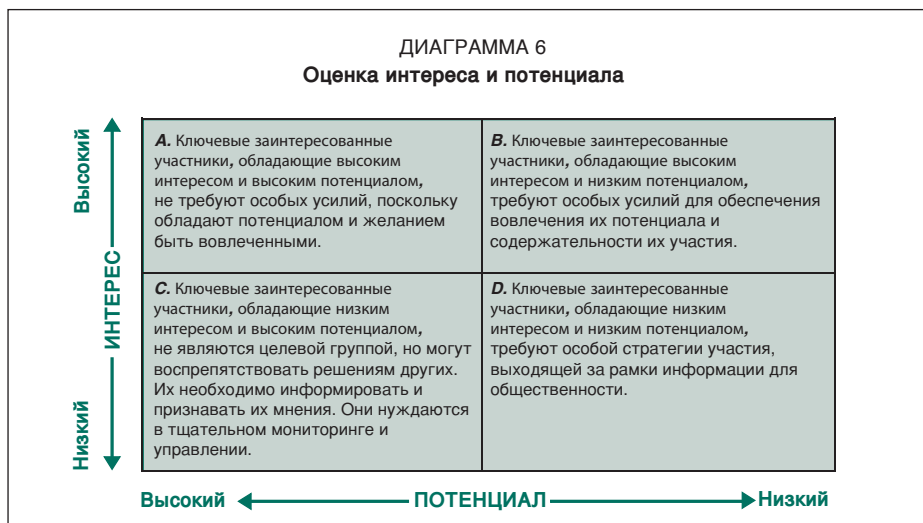 ДИАГРАММА 6
Оценка интереса и потенциала
Высокий
ИНТЕРЕС
Низкий
A. Ключевые заинтересованные
участники, обладающие высоким
интересом и высоким потенциалом,
не требуют особых усилий, поскольку
обладают потенциалом и желанием
быть вовлеченными.
B. Ключевые заинтересованные
участники, обладающие высоким
интересом и низким потенциалом,
требуют особых усилий для обеспечения
вовлечения их потенциала и
содержательности их участия.
C. Ключевые заинтересованные
участники, обладающие низким
интересом и высоким потенциалом,
не являются целевой группой, но могут
воспрепятствовать решениям других.
Их необходимо информировать и
признавать их мнения. Они нуждаются
в тщательном мониторинге и
управлении.
D. Ключевые заинтересованные
участники, обладающие низким
интересом и низким потенциалом,
требуют особой стратегии участия,
выходящей за рамки информации для
общественности.
Высокий ПОТЕНЦИАЛ Низкий